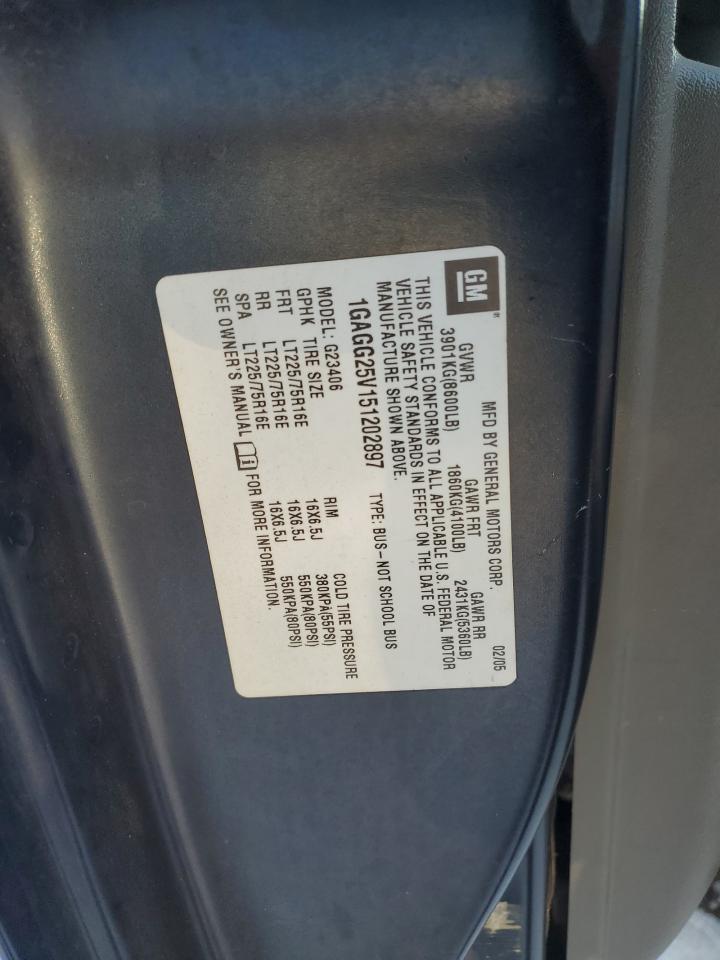 GM
MFD BY GENERAL MOTORS CORP. 02/05
GVWR GAWR FRT GAWR RR
3901KG(8600LB) 1860KG(4100LB) 2431KG(5360LB)
THIS VEHICLE CONFORMS TO ALL APPLICABLE U.S. FEDERAL MOTOR
VEHICLE SAFETY STANDARDS IN EFFECT ON THE DATE OF
MANUFACTURE SHOWN ABOVE.
1GAGG25V151202897 TYPE: BUS-NOT SCHOOL BUS
MODEL: G23406
GPHK TIRE SIZE RIM COLD TIRE PRESSURE
FRT LT225/75R16E 16X6.5J 380KPA(55PSI)
RR LT225/75R16E 16X6.5J 550KPA(80PSI)
SPA LT225/75R16E 16X6.5J 550KPA(80PSI)
SEE OWNER'S MANUAL FOR MORE INFORMATION.